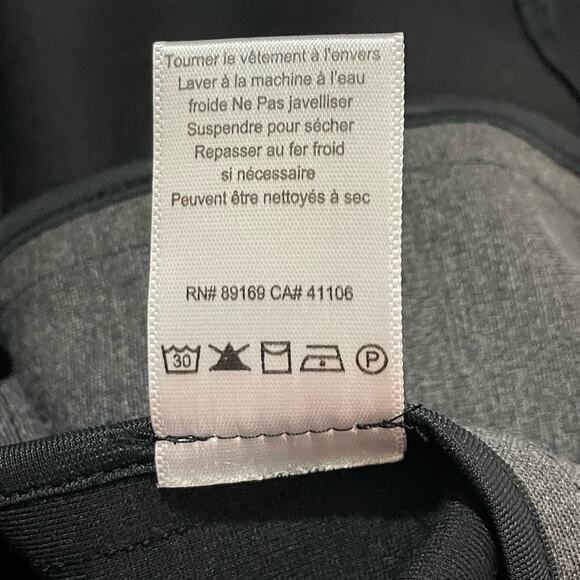 Tourner le vêtement à l'envers
Laver à la machine à l'eau
froide Ne Pas javelliser
Suspendre pour sécher
Repasser au fer froid
si nécessaire
Peuvent être nettoyés à sec
RN# 89169 CA# 41106
30 P